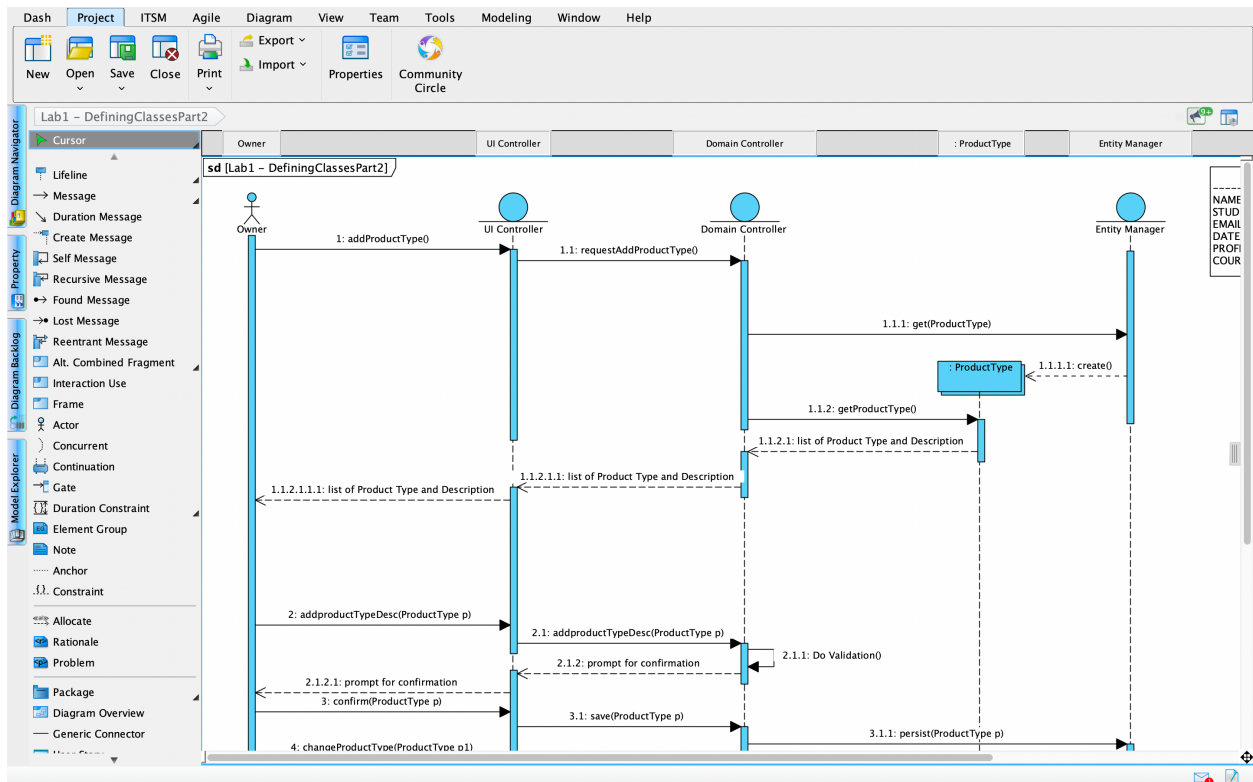 Dash Project ITSM Agile Diagram View Team Tools Modeling Window Help
New Open Save Close Print Export Import Properties Community Circle
Lab1 - DefiningClassesPart2
Diagram Navigator
Property
Diagram Backlog
Model Explorer
Cursor
Lifeline
Message
Duration Message
Create Message
Self Message
Recursive Message
Found Message
Lost Message
Reentrant Message
Alt. Combined Fragment
Interaction Use
Frame
Actor
Concurrent
Continuation
Gate
Duration Constraint
Element Group
Note
Anchor
Constraint
Allocate
Rationale
Problem
Package
Diagram Overview
Generic Connector
Owner UI Controller Domain Controller : ProductType Entity Manager
sd [Lab1 - DefiningClassesPart2]
NAME
STUD
EMAIL
DATE
PROF
COUR
Owner UI Controller Domain Controller Entity Manager
1: addProductType()
1.1: requestAddProductType()
1.1.1: get(ProductType)
: ProductType
1.1.1.1: create()
1.1.2: getProductType()
1.1.2.1: list of Product Type and Description
1.1.2.1.1: list of Product Type and Description
1.1.2.1.1.1: list of Product Type and Description
2: addproductTypeDesc(ProductType p)
2.1: addproductTypeDesc(ProductType p)
2.1.1: Do Validation()
2.1.2: prompt for confirmation
2.1.2.1: prompt for confirmation
3: confirm(ProductType p)
3.1: save(ProductType p)
3.1.1: persist(ProductType p)
4: changeProductType(ProductType p1)